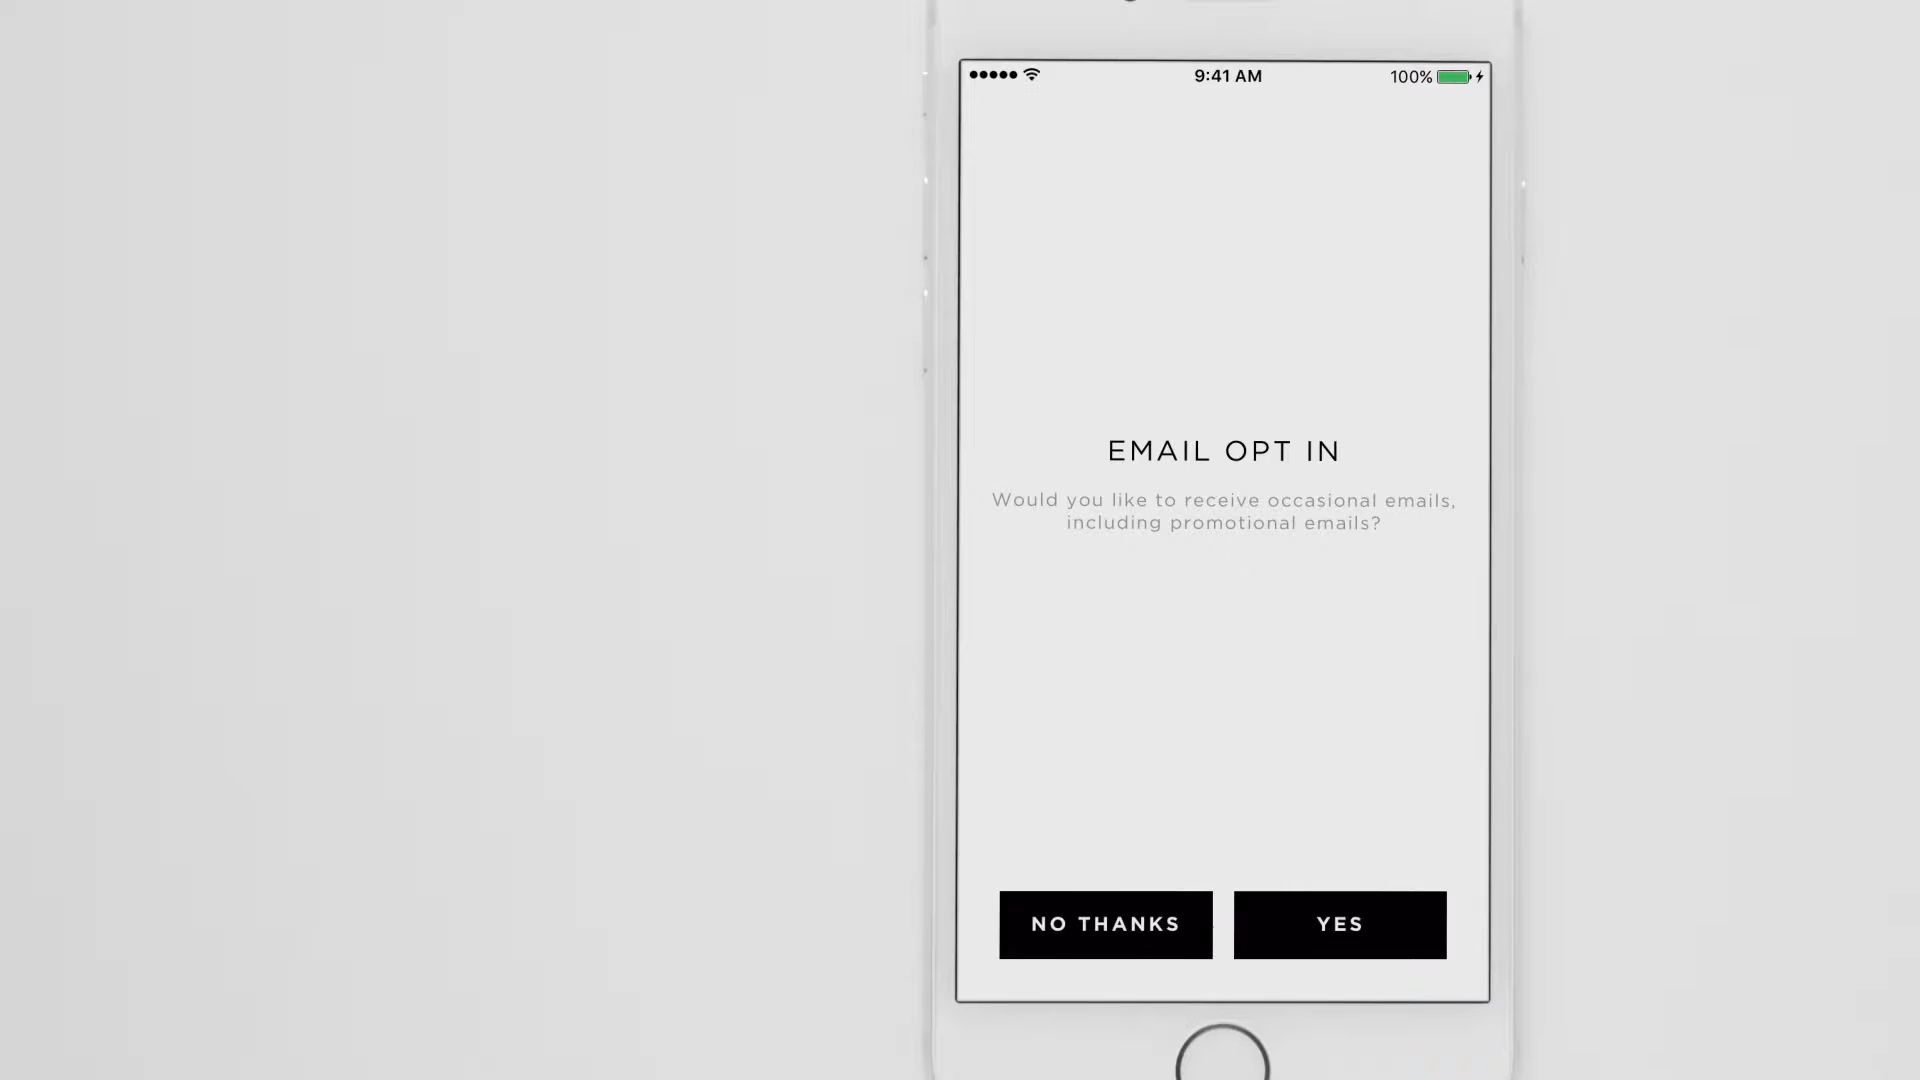 9:41 AM
100%
EMAIL OPT IN
Would you like to receive occasional emails,
including promotional emails?
NO THANKS
YES